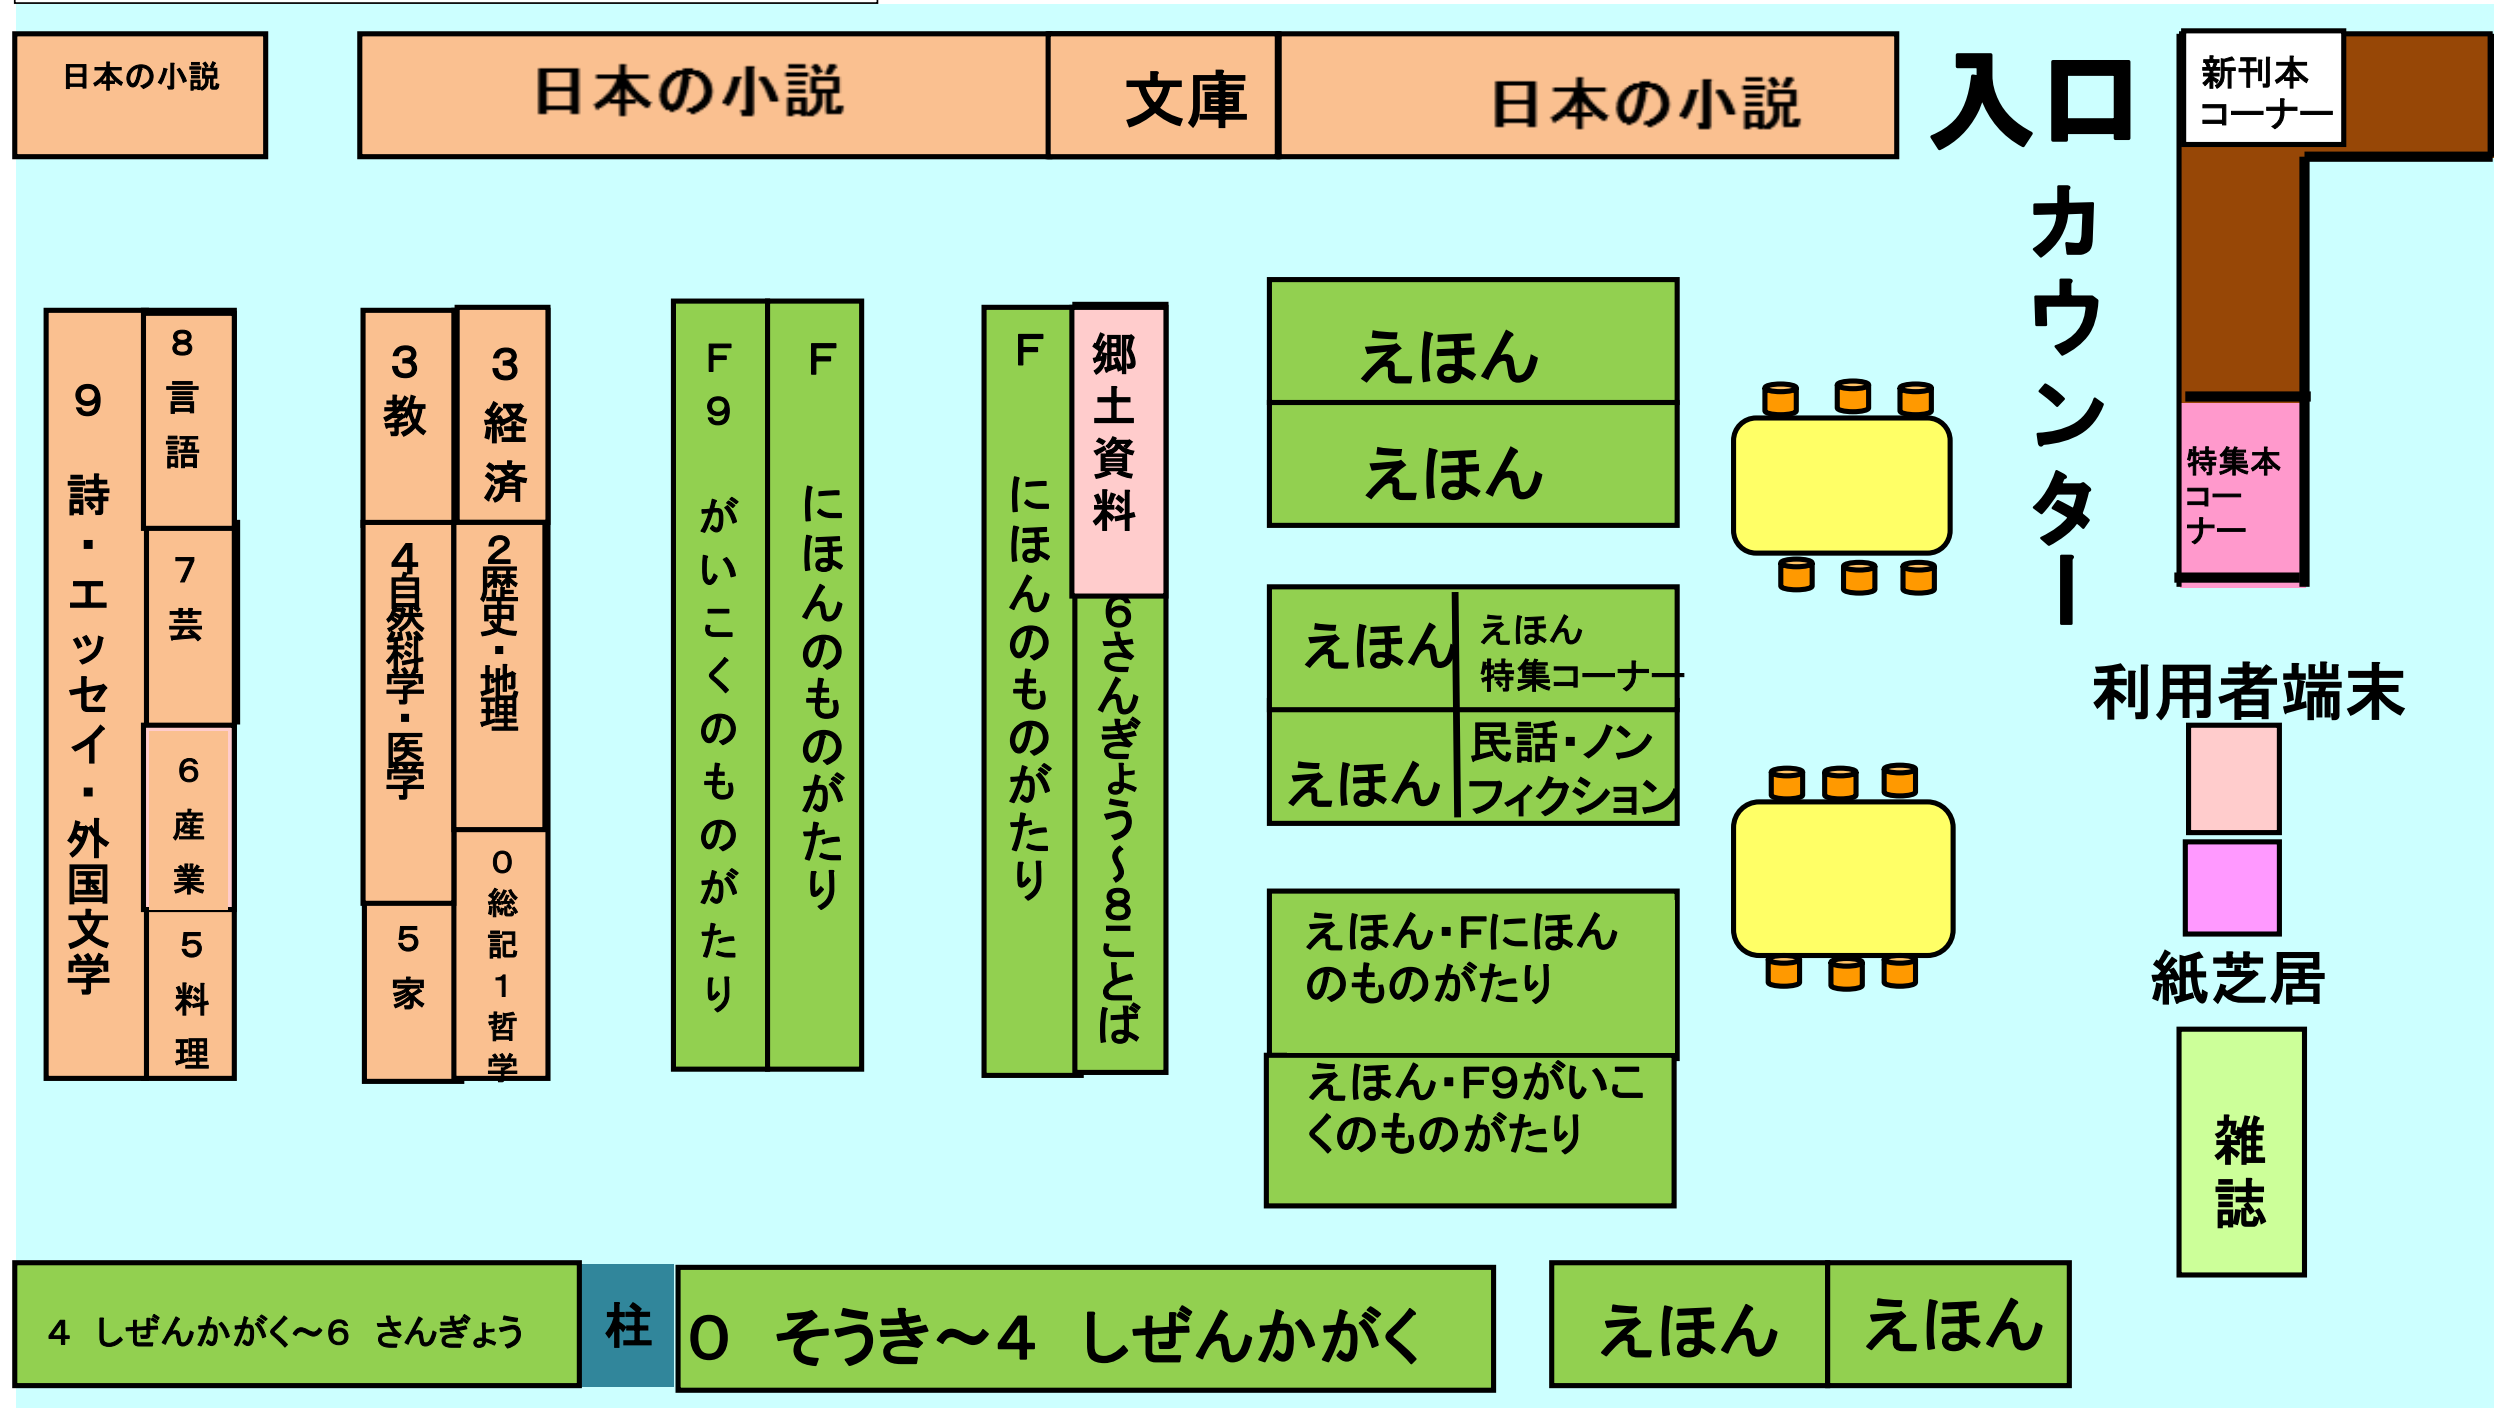 日本の小説
日本の小説
文庫
日本の小説
入口
新刊本
コーナー
カウンター
特集本
コー
ナー
９　詩・エッセイ・外国文学
８言語
７芸
６産業
５料理
３教
３経済
４自然科学・医学
２歴史・地理
５家
０総記１哲学
Ｆ９　がいこくのものがたり
Ｆ　にほんのものがたり
Ｆ　にほんのものがたり
郷土資料
６さんぎょう～８ことば
えほん
えほん
えほん
えほん
特集コーナー
えほん
民話・ノン
フィクション
えほん・Ｆにほん
のものがたり
えほん・Ｆ９がいこ
くのものがたり
利用者端末
紙芝居
雑誌
４　しぜんかがく～６　さんぎょう
柱
０　そうき～４　しぜんかがく
えほん
えほん